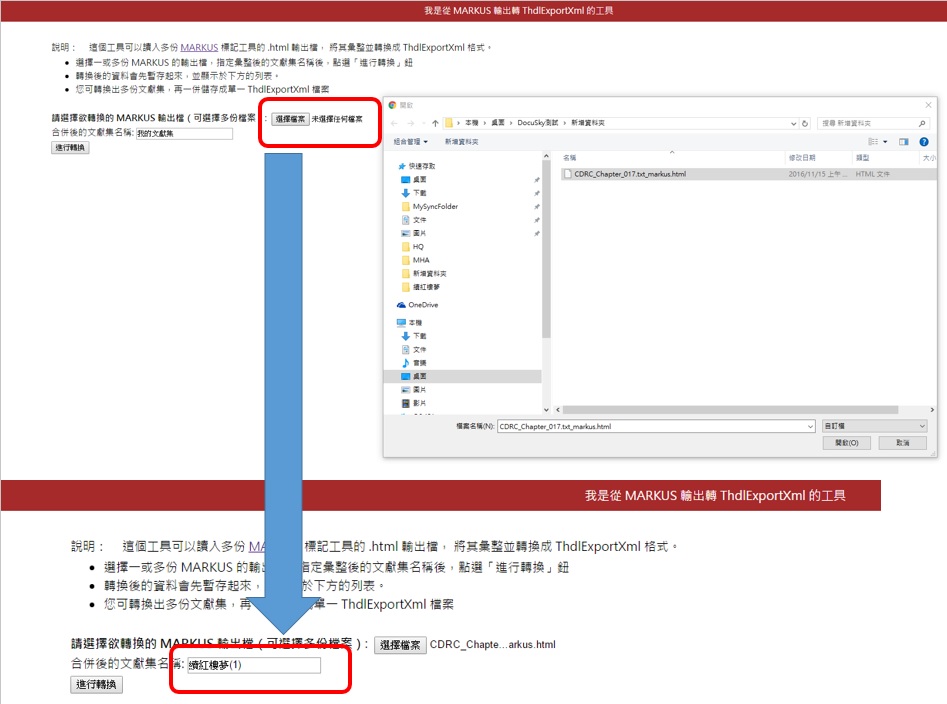 我是從 MARKUS 輸出轉 ThdlExportXml 的工具
說明： 這個工具可以讀入多份 MARKUS 標記工具的 .html 輸出檔， 將其彙整並轉換成 ThdlExportXml 格式。
選擇一或多份 MARKUS 的輸出檔，指定彙整後的文獻集名稱後，點選「進行轉換」鈕
轉換後的資料會先暫存起來，並顯示於下方的列表。
您可轉換出多份文獻集，再一併儲存成單一 ThdlExportXml 檔案
請選擇欲轉換的 MARKUS 輸出檔（可選擇多份檔案）： 選擇檔案 未選擇任何檔案
合併後的文獻集名稱: 我的文獻集
進行轉換
開啟
本機 › 桌面 › DocuSky測試 › 新增資料夾
搜尋 新增資料夾
組合管理 新增資料夾
名稱 修改日期 類型 大小
快速存取
桌面
下載
MySyncFolder
文件
圖片
HQ
MHA
新增資料夾
續紅樓夢
OneDrive
本機
下載
文件
音樂
桌面
圖片
影片
CDRC_Chapter_017.txt_markus.html 2016/11/15 上午 ... HTML 文件
檔案名稱(N): CDRC_Chapter_017.txt_markus.html 自訂檔
開啟(O) 取消
我是從 MARKUS 輸出轉 ThdlExportXml 的工具
說明： 這個工具可以讀入多份 MA 標記工具的 .html 輸出檔， 將其彙整並轉換成 ThdlExportXml 格式。
選擇一或多份 MARKUS 的輸出 指定彙整後的文獻集名稱後，點選「進行轉換」鈕
轉換後的資料會先暫存起來， 於下方的列表。
您可轉換出多份文獻集，再 單一 ThdlExportXml 檔案
請選擇欲轉換的 MARKUS 輸出檔（可選擇多份檔案）： 選擇檔案 CDRC_Chapte...arkus.html
合併後的文獻集名稱: 續紅樓夢(1)
進行轉換